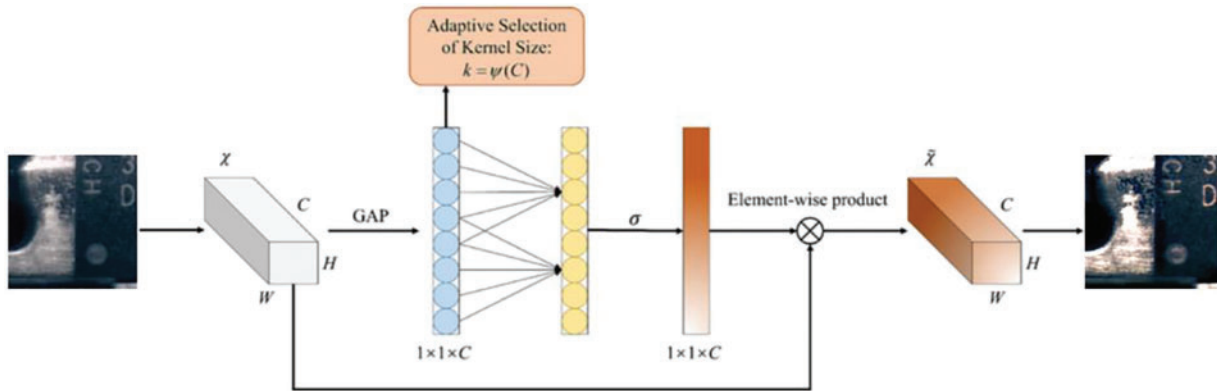 Adaptive Selection
of Kernel Size:
k = ψ(C)
CH
3
D
χ
C
H
W
GAP
1×1×C
σ
1×1×C
Element-wise product
χ̃
C
H
W
CH
3
D